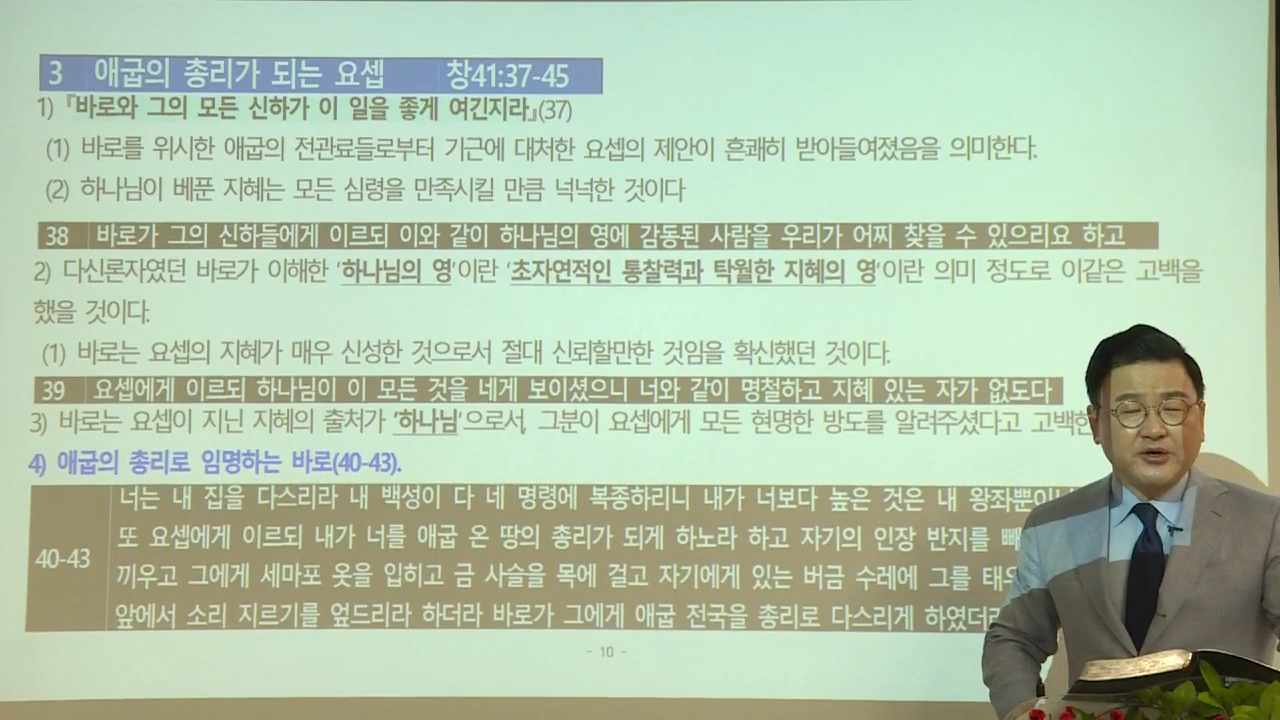 3 애굽의 총리가 되는 요셉 창41:37-45
1) 『바로와 그의 모든 신하가 이 일을 좋게 여긴지라』(37)
(1) 바로를 위시한 애굽의 전관료들로부터 기근에 대처한 요셉의 제안이 흔쾌히 받아들여졌음을 의미한다.
(2) 하나님이 베푼 지혜는 모든 심령을 만족시킬 만큼 넉넉한 것이다
38 바로가 그의 신하들에게 이르되 이와 같이 하나님의 영에 감동된 사람을 우리가 어찌 찾을 수 있으리요 하고
2) 다신론자였던 바로가 이해한 '하나님의 영'이란 '초자연적인 통찰력과 탁월한 지혜의 영'이란 의미 정도로 이같은 고백을
했을 것이다.
(1) 바로는 요셉의 지혜가 매우 신성한 것으로서 절대 신뢰할만한 것임을 확신했던 것이다.
39 요셉에게 이르되 하나님이 이 모든 것을 네게 보이셨으니 너와 같이 명철하고 지혜 있는 자가 없도다
3) 바로는 요셉이 지닌 지혜의 출처가 '하나님'으로서, 그분이 요셉에게 모든 현명한 방도를 알려주셨다고 고백한
4) 애굽의 총리로 임명하는 바로(40-43).
너는 내 집을 다스리라 내 백성이 다 네 명령에 복종하리니 내가 너보다 높은 것은 내 왕좌뿐이니
또 요셉에게 이르되 내가 너를 애굽 온 땅의 총리가 되게 하노라 하고 자기의 인장 반지를 빼
40-43
끼우고 그에게 세마포 옷을 입히고 금 사슬을 목에 걸고 자기에게 있는 버금 수레에 그를 태우
앞에서 소리 지르기를 엎드리라 하더라 바로가 그에게 애굽 전국을 총리로 다스리게 하였더라
- 10 -